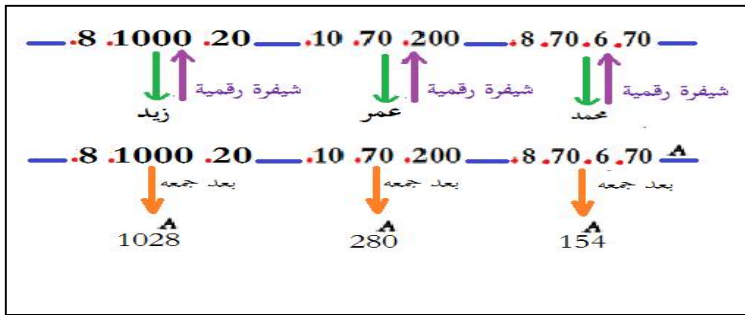 .8 .1000 .20 .10 .70 .200 .8 .70 .6 .70
شيفرة رقمية شيفرة رقمية شيفرة رقمية
زيد عمر محمد
.8 .1000 .20 .10 .70 .200 .8 .70 .6 .70 A
بعد جمعه بعد جمعه بعد جمعه
A A A
1028 280 154